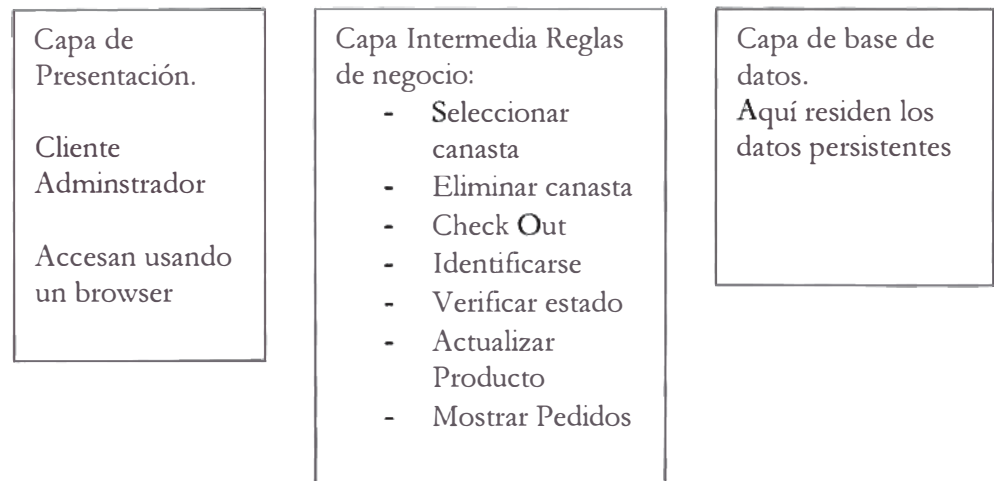 Capa de
Presentación.
Cliente
Adminstrador
Accesan usando
un browser
Capa Intermedia Reglas
de negocio:
- Seleccionar
canasta
- Eliminar canasta
- Check Out
- Identificarse
- Verificar estado
- Actualizar
Producto
- Mostrar Pedidos
Capa de base de
datos.
Aquí residen los
datos persistentes